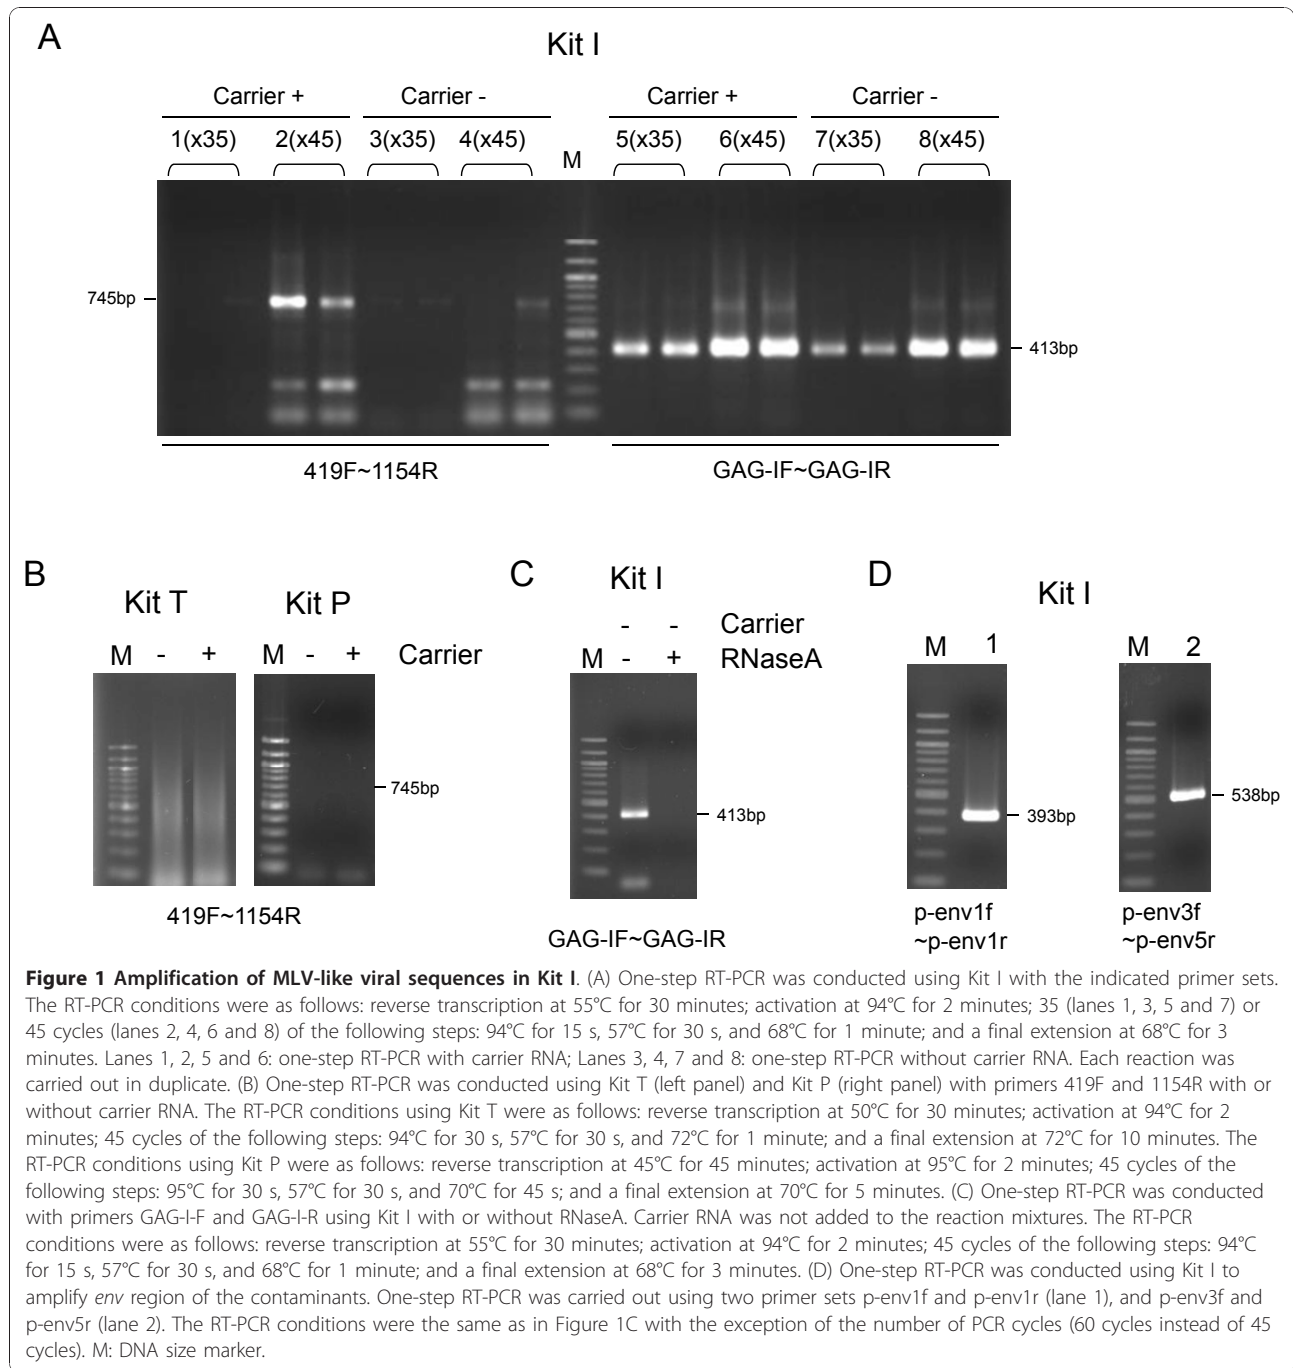 A
Kit I
Carrier + Carrier - Carrier + Carrier -
1(x35) 2(x45) 3(x35) 4(x45) M 5(x35) 6(x45) 7(x35) 8(x45)
745bp
413bp
419F~1154R GAG-IF~GAG-IR
B C D
Kit T Kit P Kit I Kit I
- - Carrier
M - + M - + Carrier M - + RNaseA M 1 M 2
745bp 413bp 393bp 538bp
419F~1154R
GAG-IF~GAG-IR
p-env1f p-env3f
~p-env1r ~p-env5r
Figure 1 Amplification of MLV-like viral sequences in Kit I. (A) One-step RT-PCR was conducted using Kit I with the indicated primer sets.
The RT-PCR conditions were as follows: reverse transcription at 55°C for 30 minutes; activation at 94°C for 2 minutes; 35 (lanes 1, 3, 5 and 7) or
45 cycles (lanes 2, 4, 6 and 8) of the following steps: 94°C for 15 s, 57°C for 30 s, and 68°C for 1 minute; and a final extension at 68°C for 3
minutes. Lanes 1, 2, 5 and 6: one-step RT-PCR with carrier RNA; Lanes 3, 4, 7 and 8: one-step RT-PCR without carrier RNA. Each reaction was
carried out in duplicate. (B) One-step RT-PCR was conducted using Kit T (left panel) and Kit P (right panel) with primers 419F and 1154R with or
without carrier RNA. The RT-PCR conditions using Kit T were as follows: reverse transcription at 50°C for 30 minutes; activation at 94°C for 2
minutes; 45 cycles of the following steps: 94°C for 30 s, 57°C for 30 s, and 72°C for 1 minute; and a final extension at 72°C for 10 minutes. The
RT-PCR conditions using Kit P were as follows: reverse transcription at 45°C for 45 minutes; activation at 95°C for 2 minutes; 45 cycles of the
following steps: 95°C for 30 s, 57°C for 30 s, and 70°C for 45 s; and a final extension at 70°C for 5 minutes. (C) One-step RT-PCR was conducted
with primers GAG-I-F and GAG-I-R using Kit I with or without RNaseA. Carrier RNA was not added to the reaction mixtures. The RT-PCR
conditions were as follows: reverse transcription at 55°C for 30 minutes; activation at 94°C for 2 minutes; 45 cycles of the following steps: 94°C
for 15 s, 57°C for 30 s, and 68°C for 1 minute; and a final extension at 68°C for 3 minutes. (D) One-step RT-PCR was conducted using Kit I to
amplify env region of the contaminants. One-step RT-PCR was carried out using two primer sets p-env1f and p-env1r (lane 1), and p-env3f and
p-env5r (lane 2). The RT-PCR conditions were the same as in Figure 1C with the exception of the number of PCR cycles (60 cycles instead of 45
cycles). M: DNA size marker.